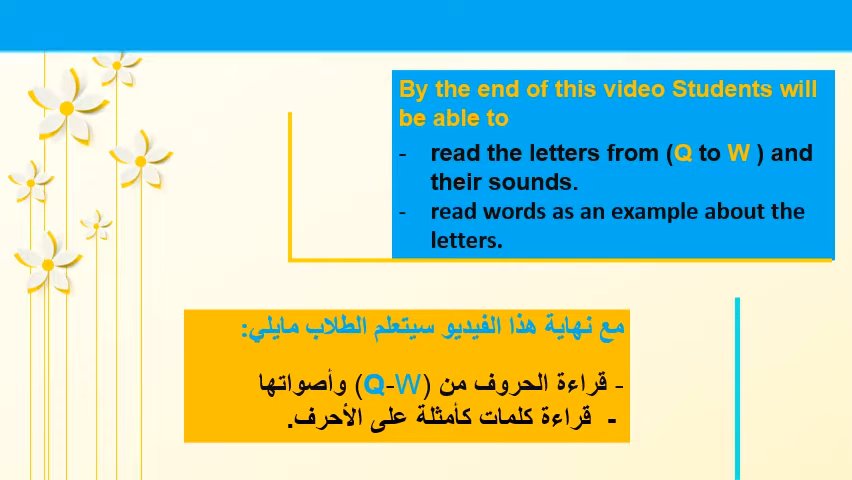 By the end of this video Students will
be able to
- read the letters from (Q to W ) and
their sounds.
- read words as an example about the
letters.
مع نهاية هذا الفيديو سيتعلم الطلاب مايلي:
- قراءة الحروف من (Q-W) وأصواتها
- قراءة كلمات كأمثلة على الأحرف.